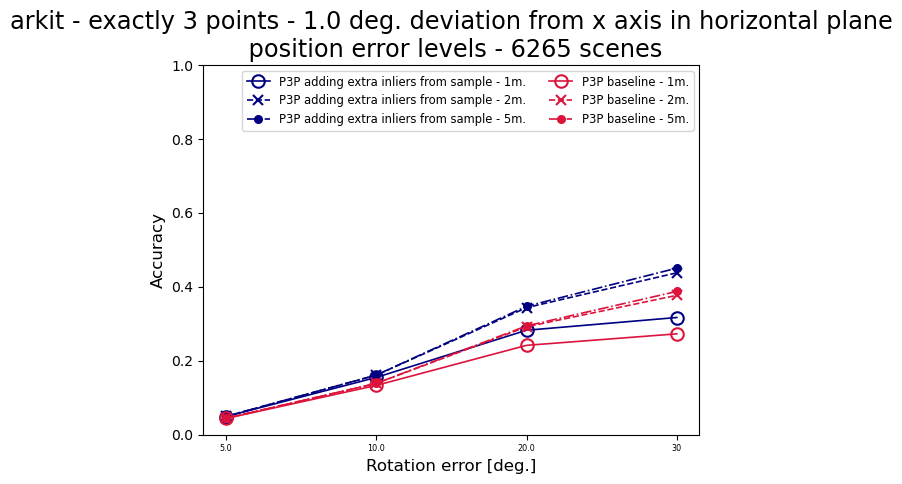 arkit - exactly 3 points - 1.0 deg. deviation from x axis in horizontal plane
position error levels - 6265 scenes
P3P adding extra inliers from sample - 1m.
P3P adding extra inliers from sample - 2m.
P3P adding extra inliers from sample - 5m.
P3P baseline - 1m.
P3P baseline - 2m.
P3P baseline - 5m.
1.0
0.8
0.6
0.4
0.2
0.0
Accuracy
5.0 10.0 20.0 30
Rotation error [deg.]